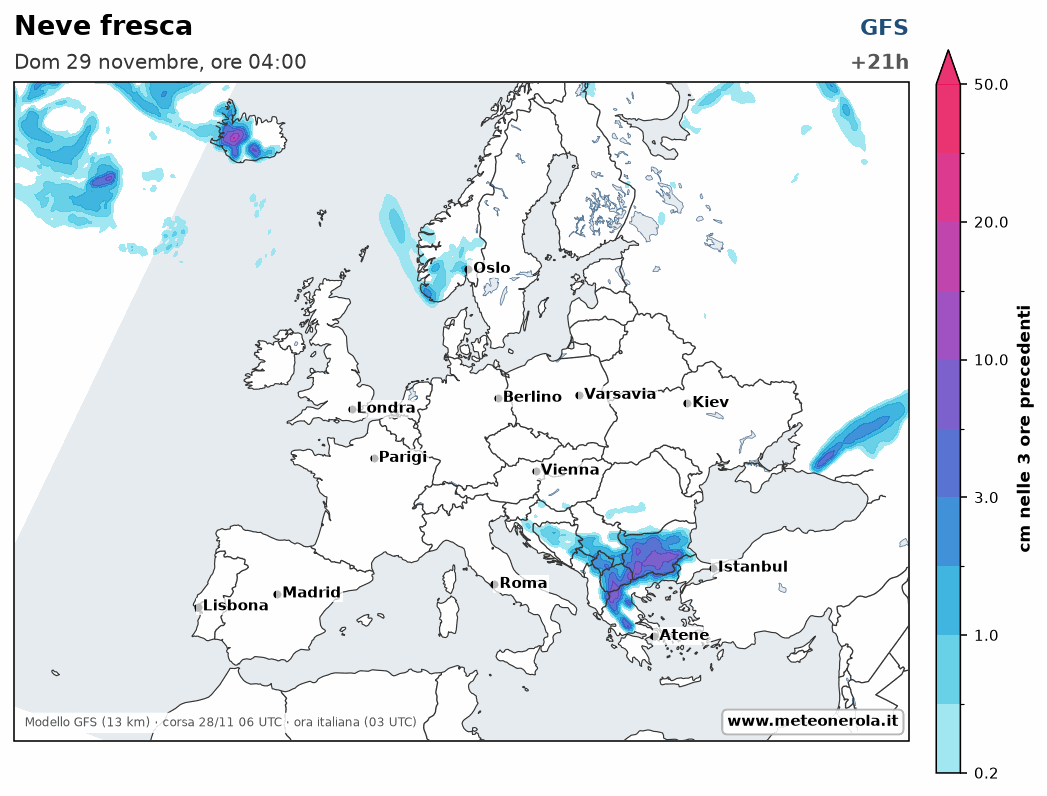 Neve fresca
GFS
Dom 29 novembre, ore 04:00
+21h
50.0
20.0
10.0
3.0
1.0
0.2
cm nelle 3 ore precedenti
Oslo
Berlino
Varsavia
Kiev
Londra
Parigi
Vienna
Istanbul
Roma
Madrid
Lisbona
Atene
Modello GFS (13 km) · corsa 28/11 06 UTC · ora italiana (03 UTC)
www.meteonerola.it